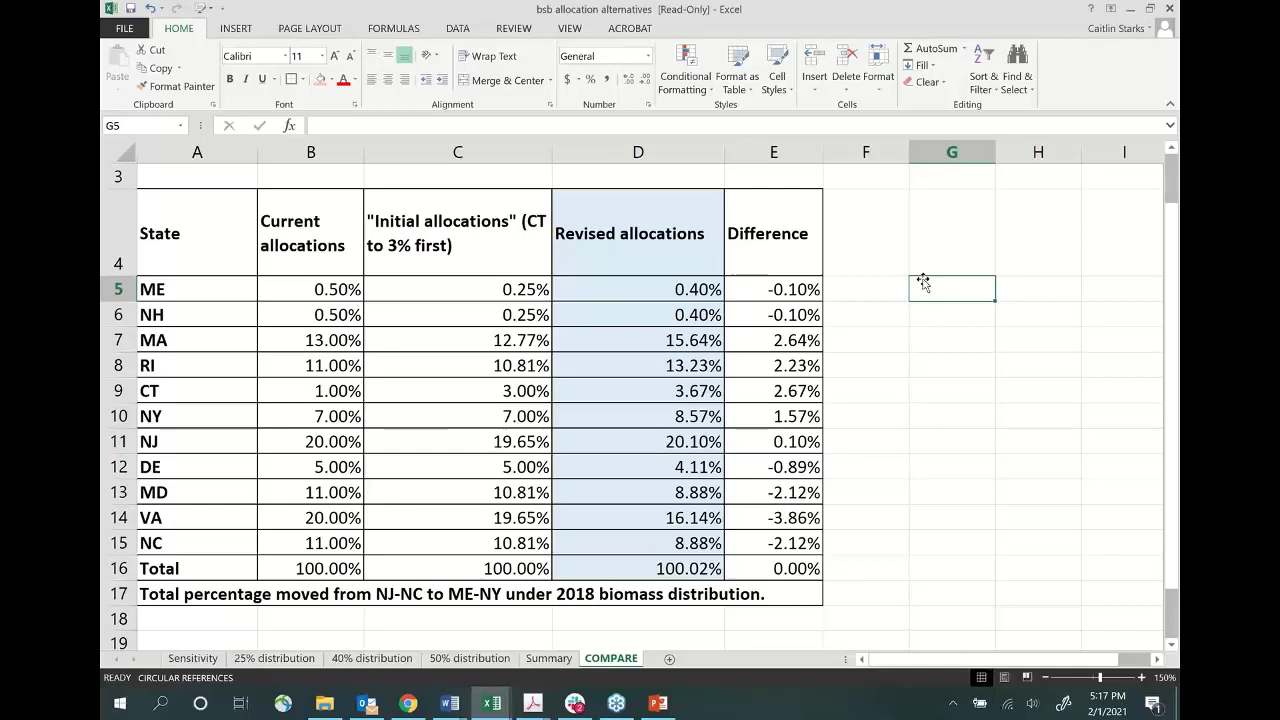 bsb allocation alternatives [Read-Only] - Excel
FILE HOME INSERT PAGE LAYOUT FORMULAS DATA REVIEW VIEW ACROBAT Caitlin Starks
Paste Cut Copy Format Painter Clipboard
Calibri 11 B I U A Font
Wrap Text Merge & Center Alignment
General $ % Number
Conditional Formatting Format as Table Cell Styles Styles
Insert Delete Format Cells
AutoSum Fill Clear Sort & Filter Find & Select Editing
G5 fx
A B C D E F G H I
3
4 State Current allocations "Initial allocations" (CT to 3% first) Revised allocations Difference
5 ME 0.50% 0.25% 0.40% -0.10%
6 NH 0.50% 0.25% 0.40% -0.10%
7 MA 13.00% 12.77% 15.64% 2.64%
8 RI 11.00% 10.81% 13.23% 2.23%
9 CT 1.00% 3.00% 3.67% 2.67%
10 NY 7.00% 7.00% 8.57% 1.57%
11 NJ 20.00% 19.65% 20.10% 0.10%
12 DE 5.00% 5.00% 4.11% -0.89%
13 MD 11.00% 10.81% 8.88% -2.12%
14 VA 20.00% 19.65% 16.14% -3.86%
15 NC 11.00% 10.81% 8.88% -2.12%
16 Total 100.00% 100.00% 100.02% 0.00%
17 Total percentage moved from NJ-NC to ME-NY under 2018 biomass distribution.
18
19
Sensitivity 25% distribution 40% distribution 50% distribution Summary COMPARE
READY CIRCULAR REFERENCES 150%
5:17 PM
2/1/2021